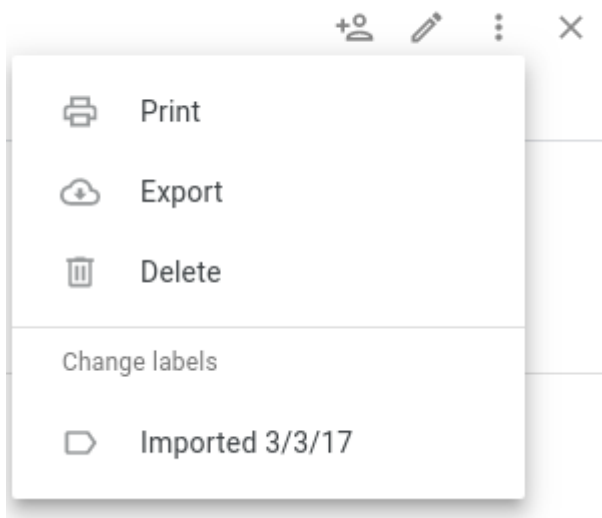 Print
Export
Delete
Change labels
Imported 3/3/17